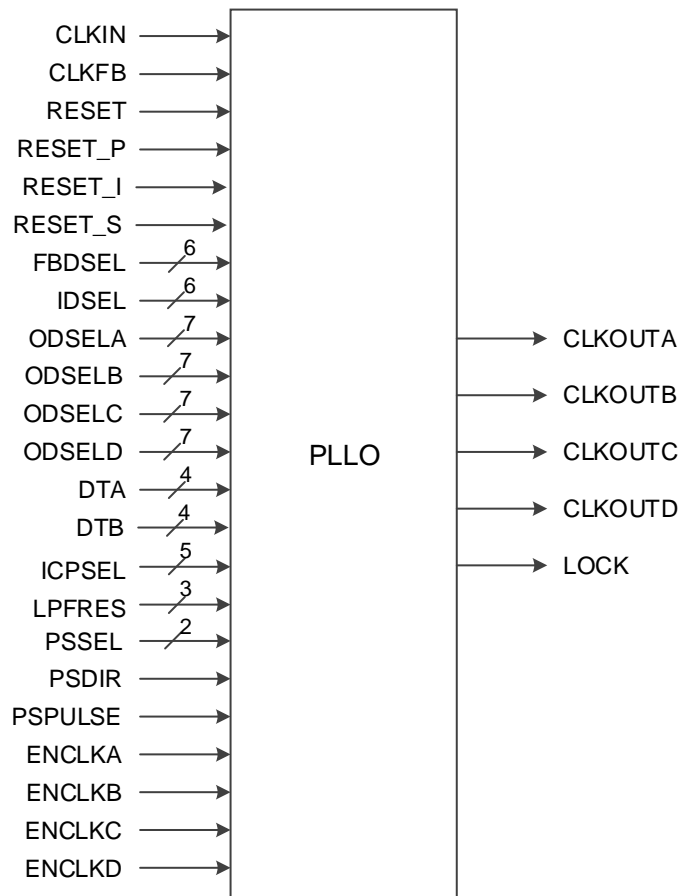 CLKIN
CLKFB
RESET
RESET_P
RESET_I
RESET_S
FBDSEL 6
IDSEL 6
ODSELA 7 CLKOUTA
ODSELB 7 CLKOUTB
ODSELC 7 CLKOUTC
ODSELD 7 PLLO
DTA 4 CLKOUTD
DTB 4
ICPSEL 5 LOCK
LPFRES 3
PSSEL 2
PSDIR
PSPULSE
ENCLKA
ENCLKB
ENCLKC
ENCLKD